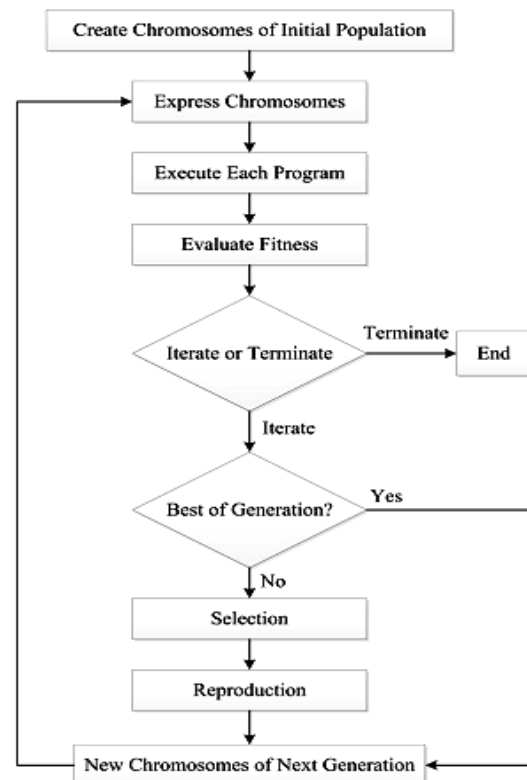 Create Chromosomes of Initial Population
Express Chromosomes
Execute Each Program
Evaluate Fitness
Iterate or Terminate
Terminate
End
Iterate
Best of Generation?
Yes
No
Selection
Reproduction
New Chromosomes of Next Generation